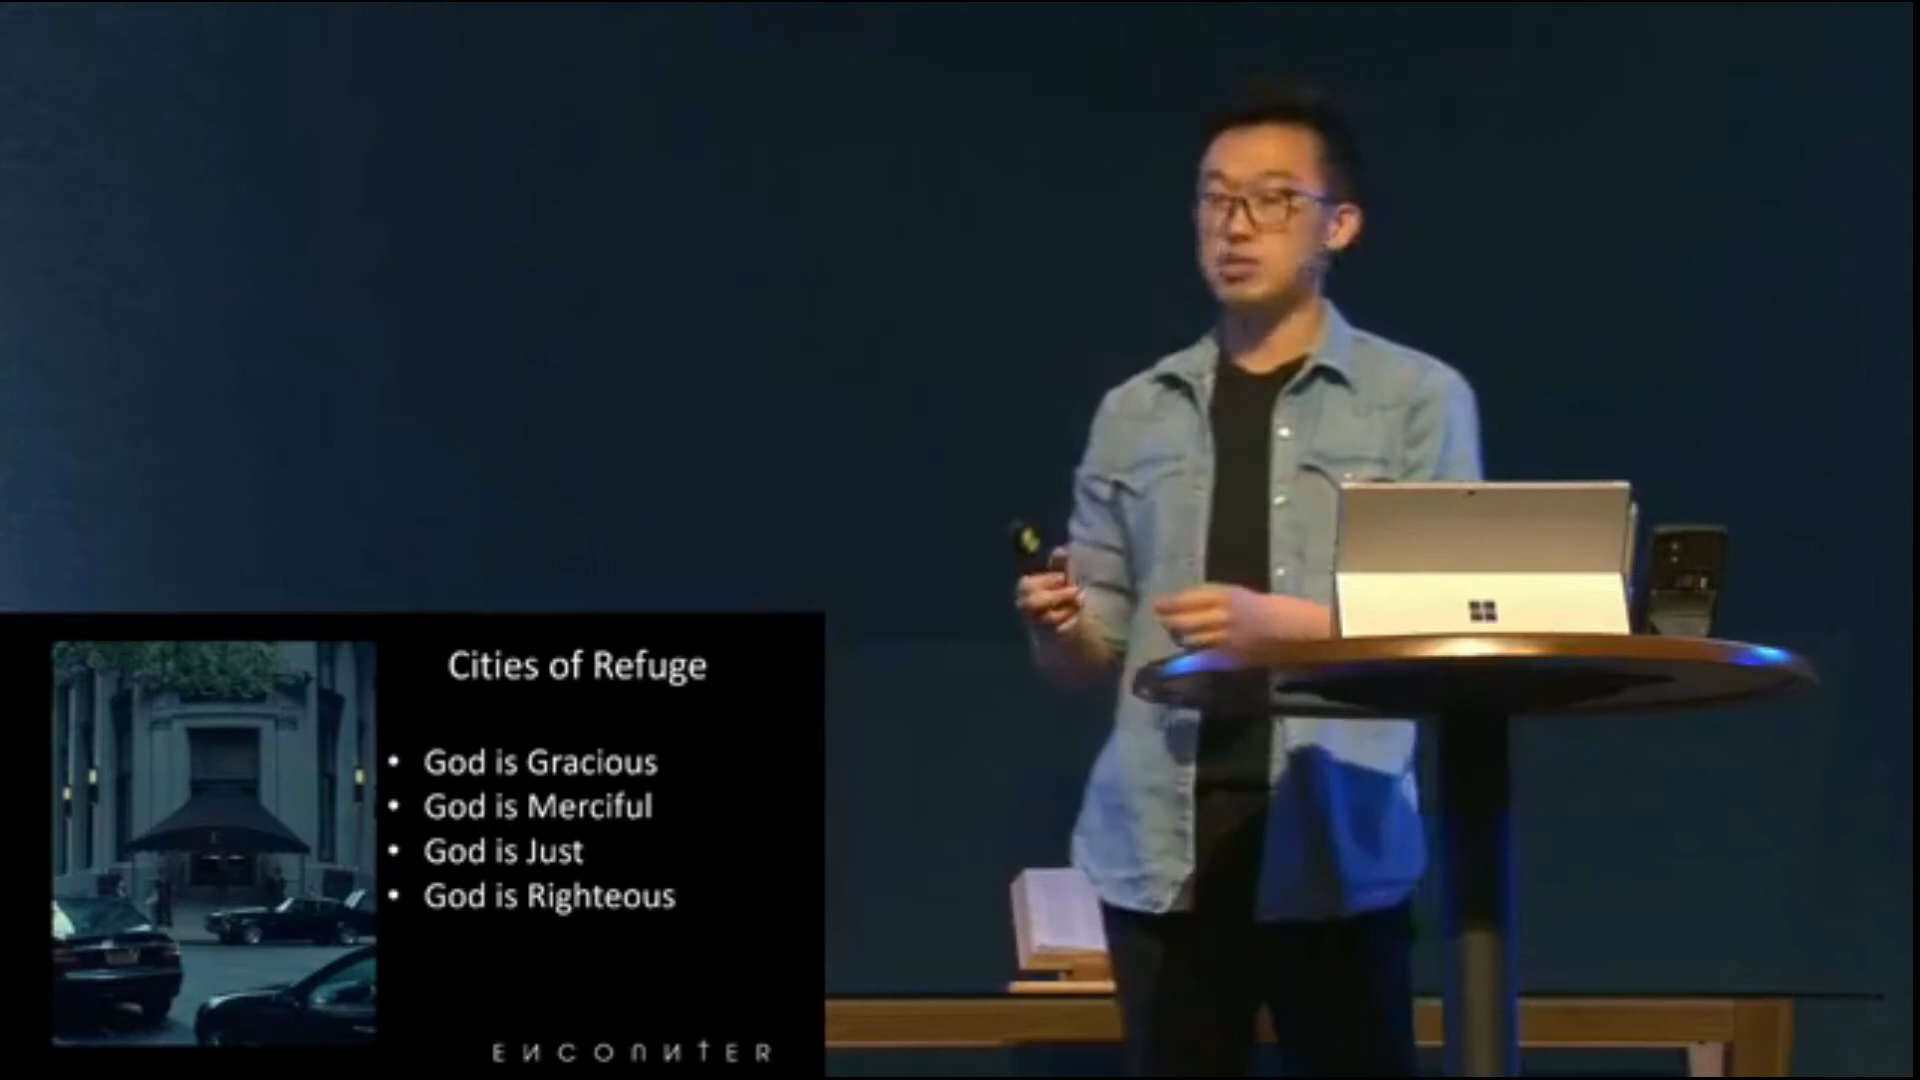 Cities of Refuge
• God is Gracious
• God is Merciful
• God is Just
• God is Righteous
ENCOUNTER